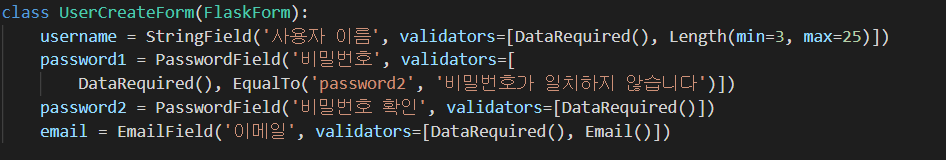 class UserCreateForm(FlaskForm):
    username = StringField('사용자 이름', validators=[DataRequired(), Length(min=3, max=25)])
    password1 = PasswordField('비밀번호', validators=[
        DataRequired(), EqualTo('password2', '비밀번호가 일치하지 않습니다')])
    password2 = PasswordField('비밀번호 확인', validators=[DataRequired()])
    email = EmailField('이메일', validators=[DataRequired(), Email()])